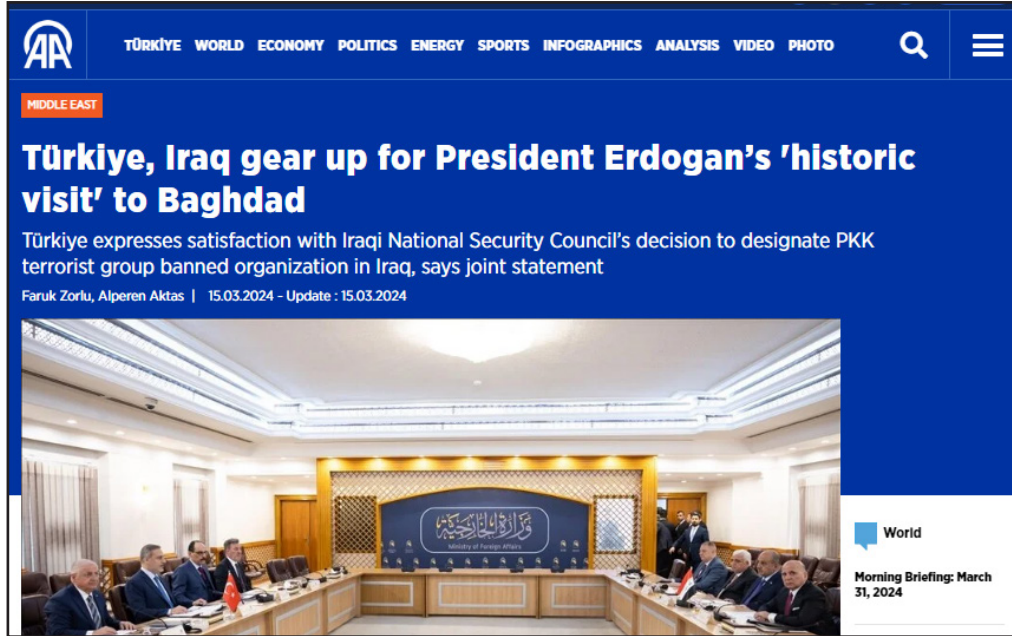 AA
TÜRKİYE WORLD ECONOMY POLITICS ENERGY SPORTS INFOGRAPHICS ANALYSIS VIDEO PHOTO
MIDDLE EAST
Türkiye, Iraq gear up for President Erdogan’s 'historic
visit' to Baghdad
Türkiye expresses satisfaction with Iraqi National Security Council’s decision to designate PKK
terrorist group banned organization in Iraq, says joint statement
Faruk Zorlu, Alperen Aktas | 15.03.2024 - Update : 15.03.2024
وزارة الخارجية
Ministry of Foreign Affairs
World
Morning Briefing: March
31, 2024